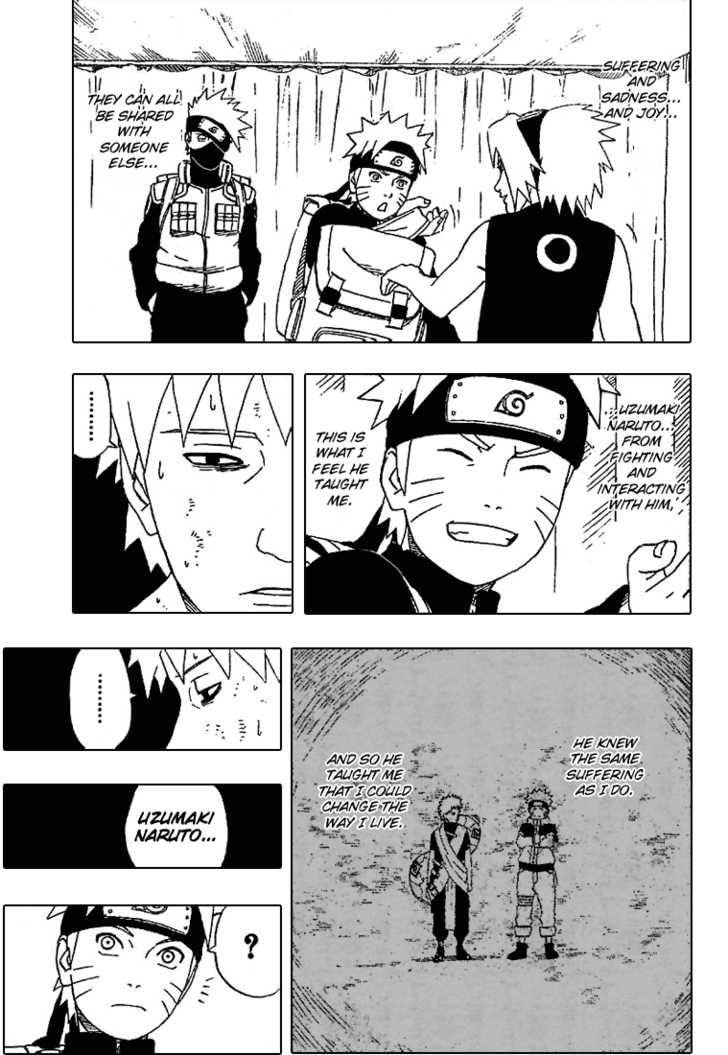 SUFFERING
AND
SADNESS...
AND JOY...
THEY CAN ALL
BE SHARED
WITH
SOMEONE
ELSE...
...UZUMAKI
NARUTO...
FROM
FIGHTING
AND
INTERACTING
WITH HIM,
THIS IS
WHAT I
FEEL HE
TAUGHT
ME.
.........
HE KNEW
THE SAME
SUFFERING
AS I DO.
AND SO HE
TAUGHT ME
THAT I COULD
CHANGE THE
WAY I LIVE.
.........
UZUMAKI
NARUTO...
?